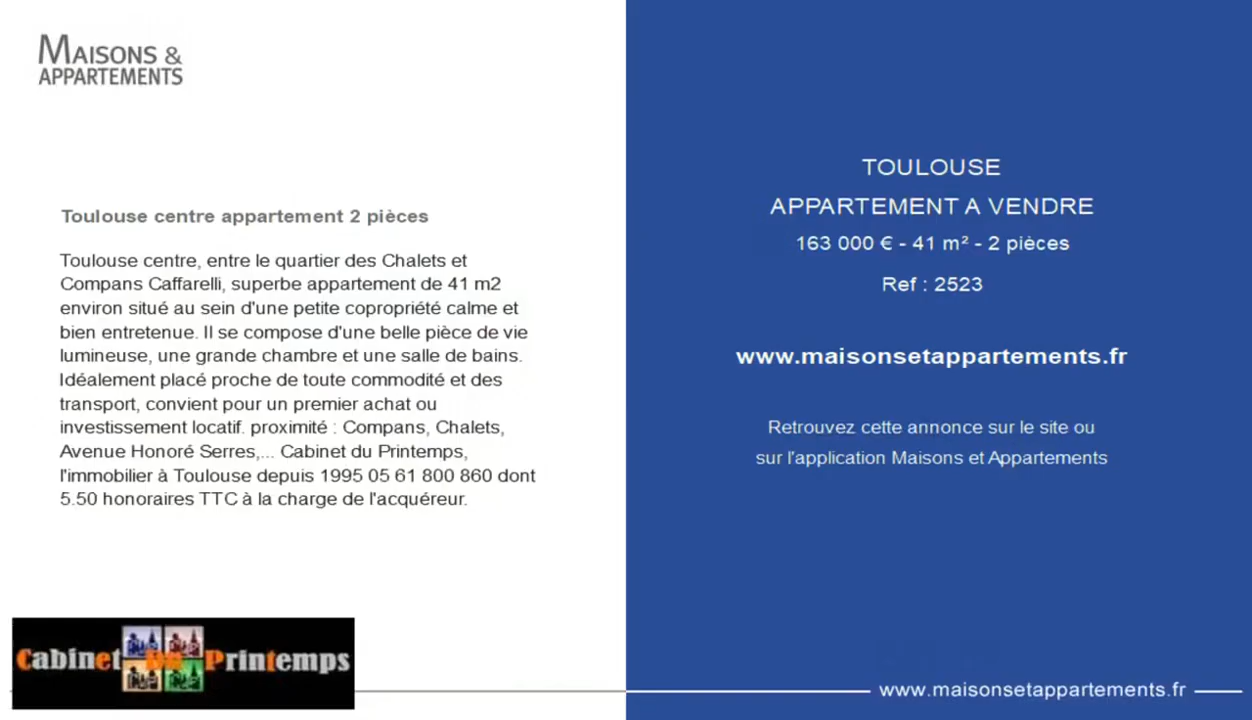 MAISONS &
APPARTEMENTS
Toulouse centre appartement 2 pièces
Toulouse centre, entre le quartier des Chalets et
Compans Caffarelli, superbe appartement de 41 m2
environ situé au sein d'une petite copropriété calme et
bien entretenue. Il se compose d'une belle pièce de vie
lumineuse, une grande chambre et une salle de bains.
Idéalement placé proche de toute commodité et des
transport, convient pour un premier achat ou
investissement locatif. proximité : Compans, Chalets,
Avenue Honoré Serres,... Cabinet du Printemps,
l'immobilier à Toulouse depuis 1995 05 61 800 860 dont
5.50 honoraires TTC à la charge de l'acquéreur.
Cabinet Du Printemps
TOULOUSE
APPARTEMENT A VENDRE
163 000 € - 41 m² - 2 pièces
Ref : 2523
www.maisonsetappartements.fr
Retrouvez cette annonce sur le site ou
sur l'application Maisons et Appartements
www.maisonsetappartements.fr